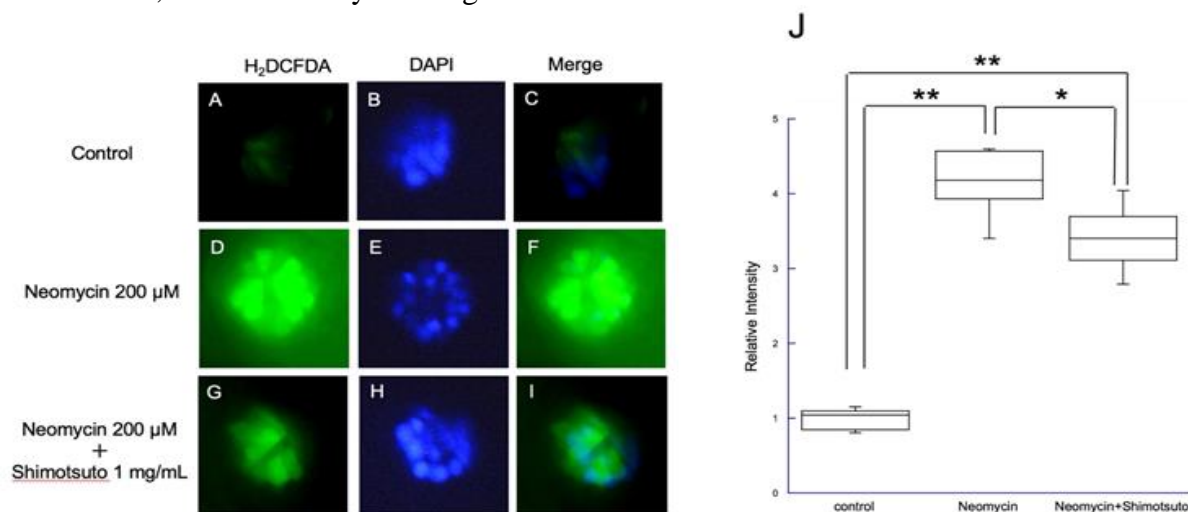 H₂DCFDA DAPI Merge
Control
A B C
Neomycin 200 µM
D E F
Neomycin 200 µM
+
Shimotsuto 1 mg/mL
G H I
J
**
** *
5
4
3
2
1
0
Relative Intensity
control Neomycin Neomycin+Shimotsuto